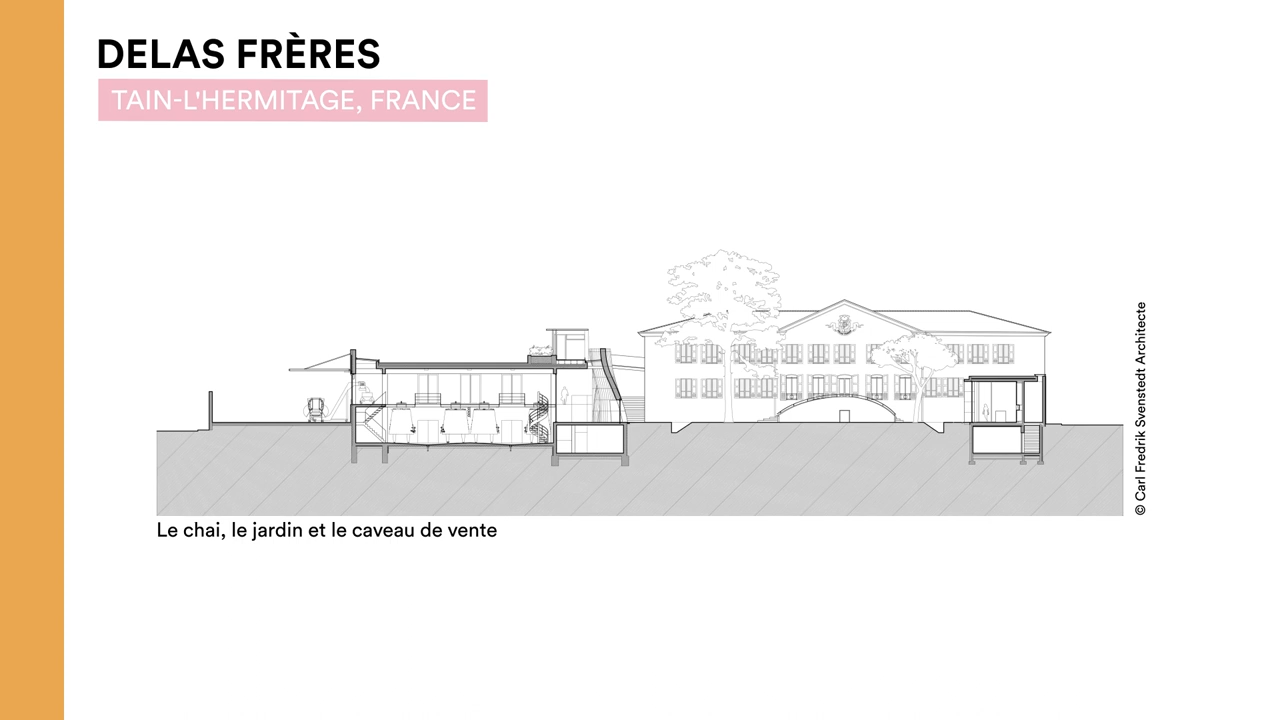 DELAS FRÈRES
TAIN-L'HERMITAGE, FRANCE
Le chai, le jardin et le caveau de vente
© Carl Fredrik Svenstedt Architecte